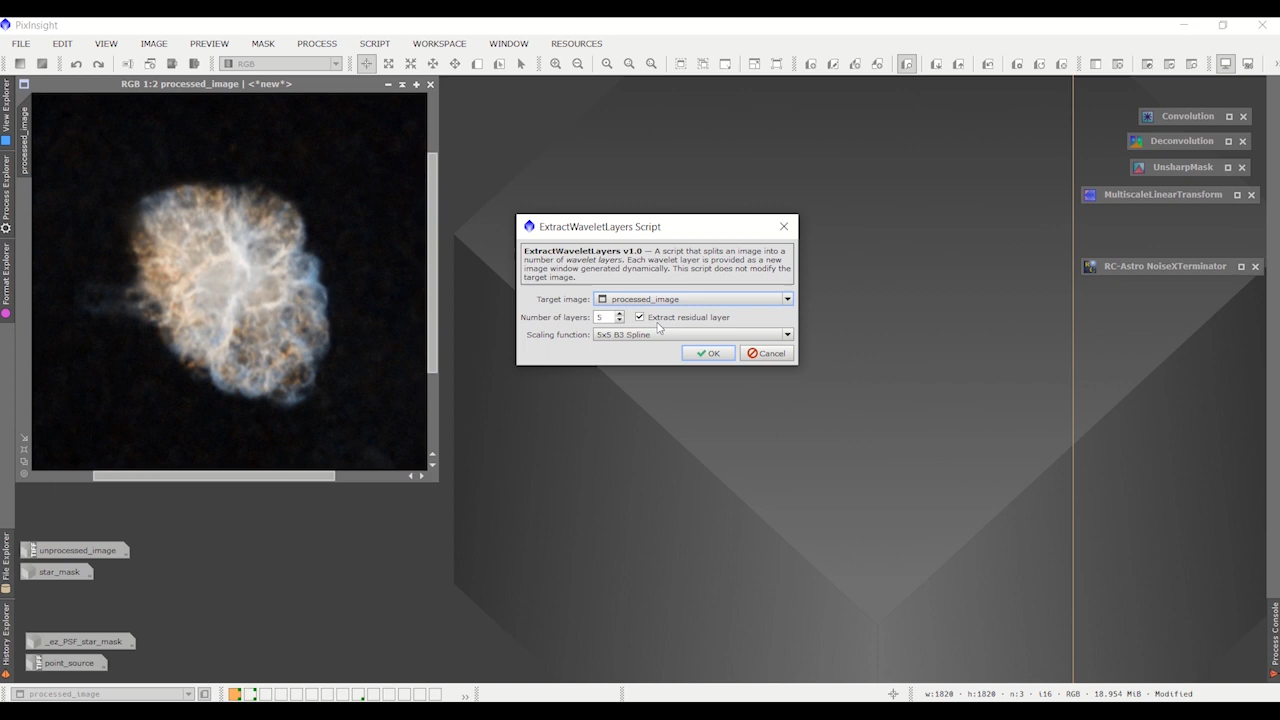 PixInsight
FILE EDIT VIEW IMAGE PREVIEW MASK PROCESS SCRIPT WORKSPACE WINDOW RESOURCES
RGB
RGB 1:2 processed_image | <*new*>
processed_image
View Explorer
Process Explorer
Format Explorer
File Explorer
History Explorer
Convolution
Deconvolution
UnsharpMask
MultiscaleLinearTransform
RC-Astro NoiseXTerminator
ExtractWaveletLayers Script
ExtractWaveletLayers v1.0 — A script that splits an image into a
number of wavelet layers. Each wavelet layer is provided as a new
image window generated dynamically. This script does not modify the
target image.
Target image: processed_image
Number of layers: 5 Extract residual layer
Scaling function: 5x5 B3 Spline
OK Cancel
TIFF unprocessed_image
star_mask
_ez_PSF_star_mask
TIFF point_source
Process Console
processed_image
w:1820 · h:1820 · n:3 · i16 · RGB · 18.954 MiB · Modified